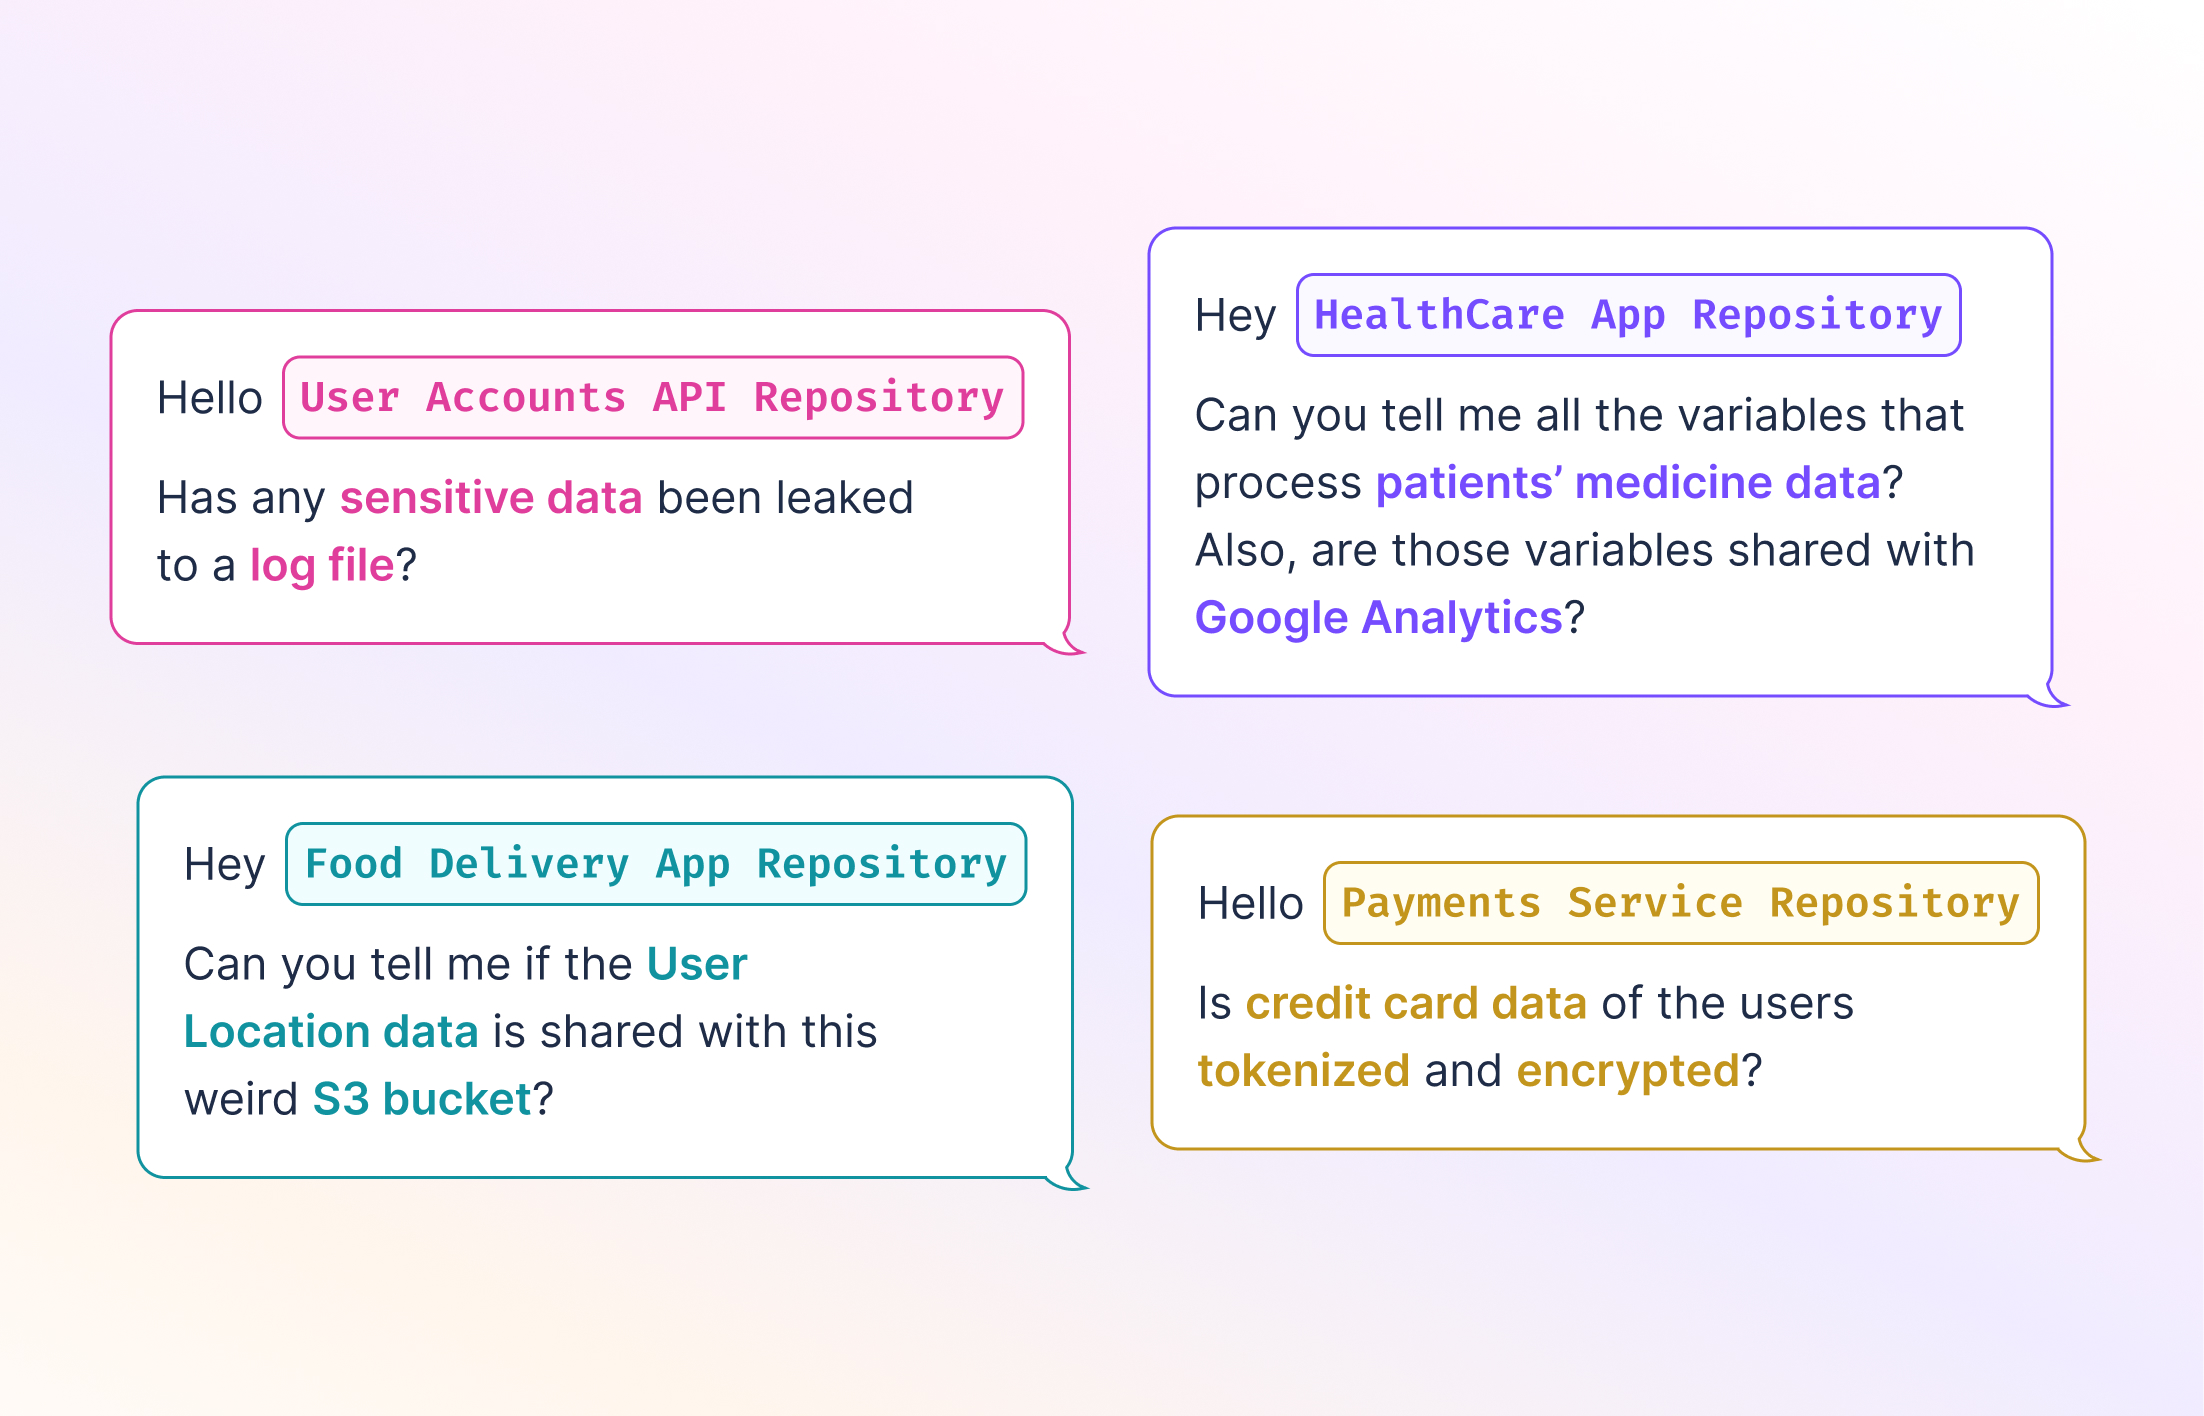 Hello User Accounts API Repository
Has any sensitive data been leaked
to a log file?
Hey HealthCare App Repository
Can you tell me all the variables that
process patients’ medicine data?
Also, are those variables shared with
Google Analytics?
Hey Food Delivery App Repository
Can you tell me if the User
Location data is shared with this
weird S3 bucket?
Hello Payments Service Repository
Is credit card data of the users
tokenized and encrypted?